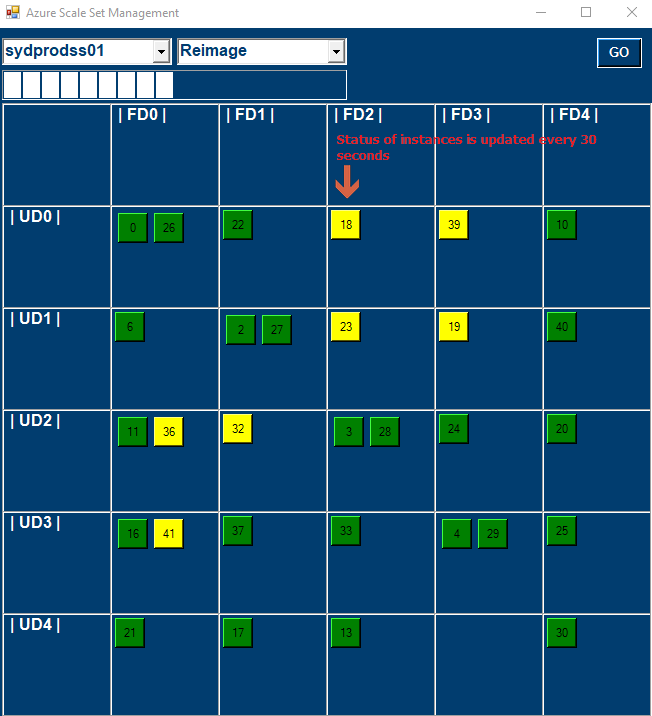 Azure Scale Set Management
sydprodss01 Reimage GO
| FD0 | | FD1 | | FD2 | | FD3 | | FD4 |
Status of instances is updated every 30
seconds
| UD0 | 0 26 22 18 39 10
| UD1 | 6 2 27 23 19 40
| UD2 | 11 36 32 3 28 24 20
| UD3 | 16 41 37 33 4 29 25
| UD4 | 21 17 13 30